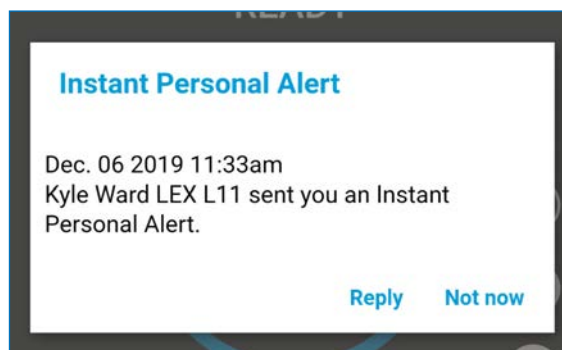 READY
Instant Personal Alert
Dec. 06 2019 11:33am
Kyle Ward LEX L11 sent you an Instant
Personal Alert.
Reply Not now